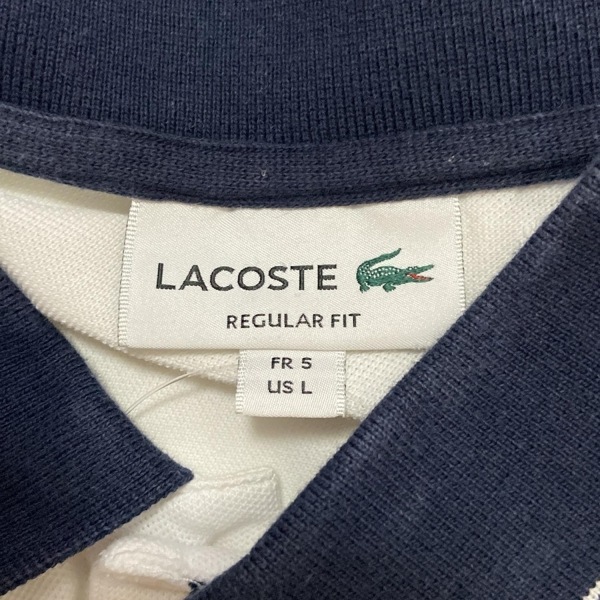 LACOSTE
REGULAR FIT
FR 5
US L